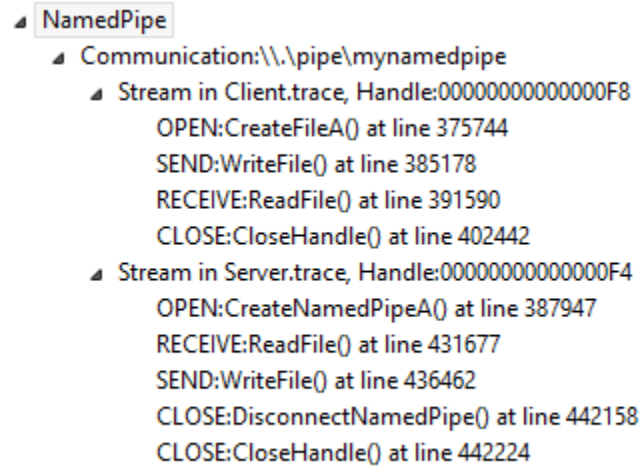 NamedPipe
Communication:\\.\pipe\mynamedpipe
Stream in Client.trace, Handle:00000000000000F8
OPEN:CreateFileA() at line 375744
SEND:WriteFile() at line 385178
RECEIVE:ReadFile() at line 391590
CLOSE:CloseHandle() at line 402442
Stream in Server.trace, Handle:00000000000000F4
OPEN:CreateNamedPipeA() at line 387947
RECEIVE:ReadFile() at line 431677
SEND:WriteFile() at line 436462
CLOSE:DisconnectNamedPipe() at line 442158
CLOSE:CloseHandle() at line 442224